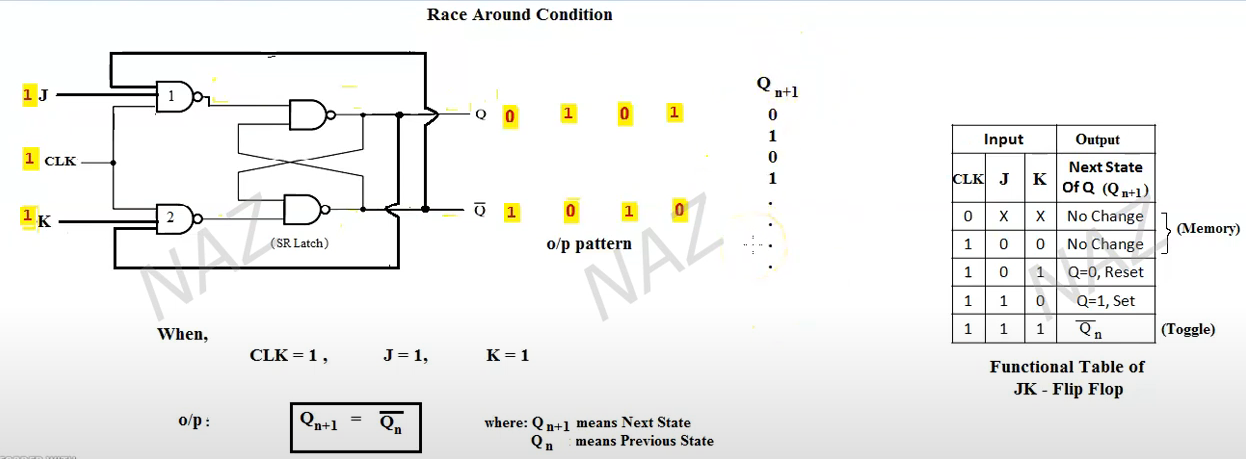 Race Around Condition
1 J
1
1 CLK
1 K
2
(SR Latch)
Q 0 1 0 1
Q̅ 1 0 1 0
o/p pattern
Q n+1
0
1
0
1
.
.
.
.
When,
CLK = 1 , J = 1, K = 1
o/p : Qn+1 = Q̅n
where: Q n+1 means Next State
Q n means Previous State
Input Output
CLK J K Next State Of Q (Q n+1)
0 X X No Change
1 0 0 No Change
(Memory)
1 0 1 Q=0, Reset
1 1 0 Q=1, Set
1 1 1 Q̅n (Toggle)
Functional Table of
JK - Flip Flop
NAZ
NAZ
NAZ